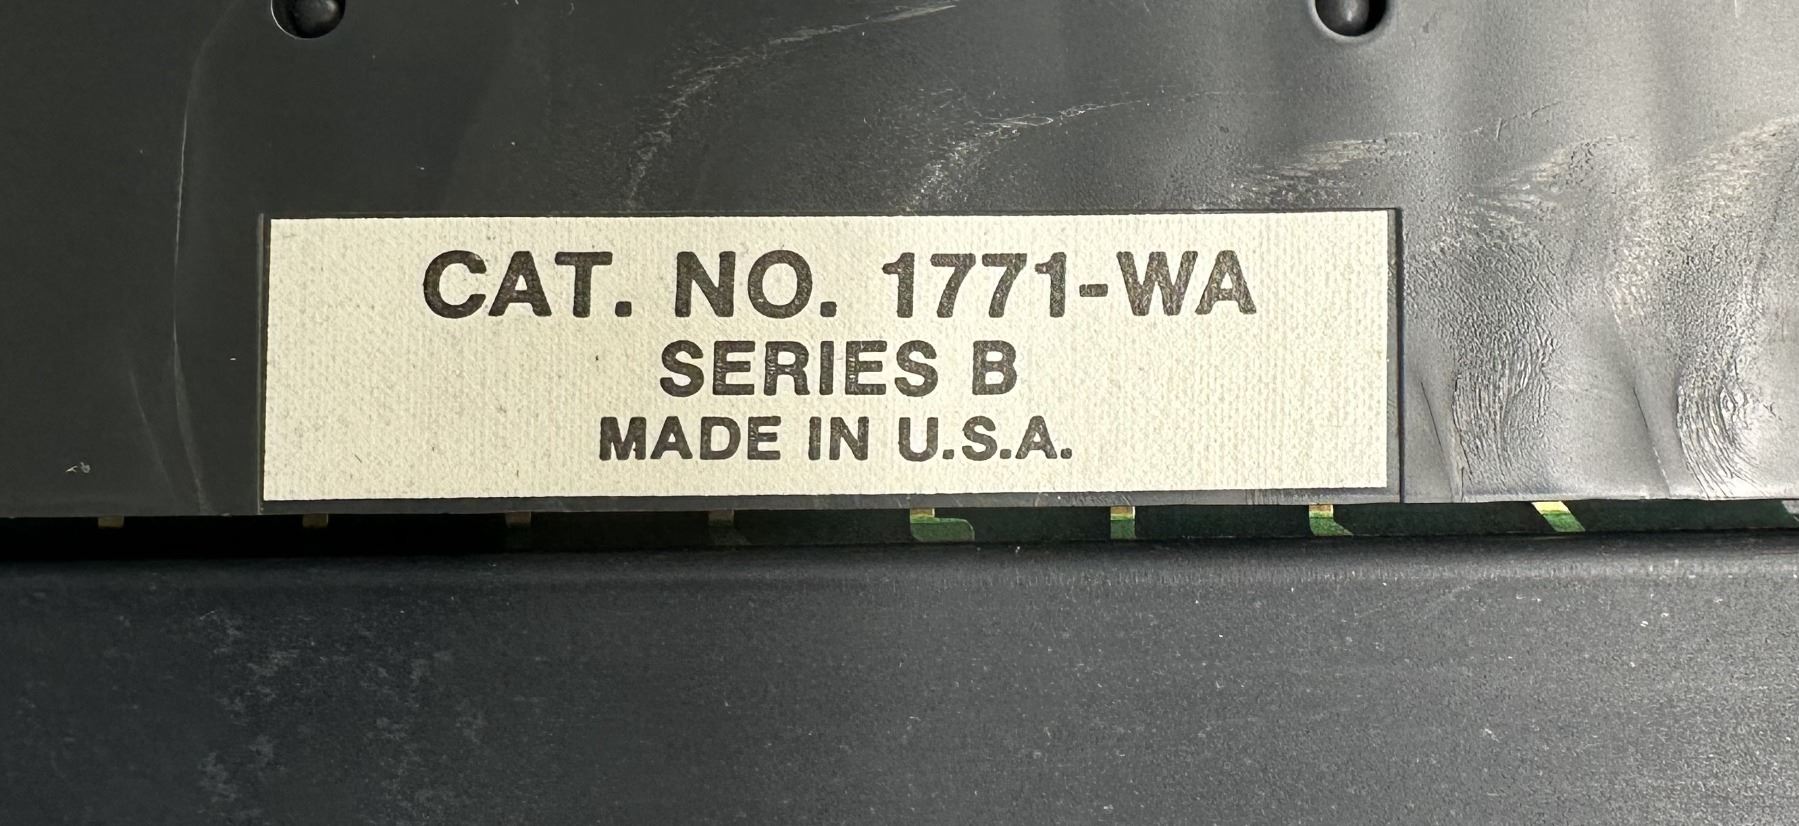 CAT. NO. 1771-WA
SERIES B
MADE IN U.S.A.